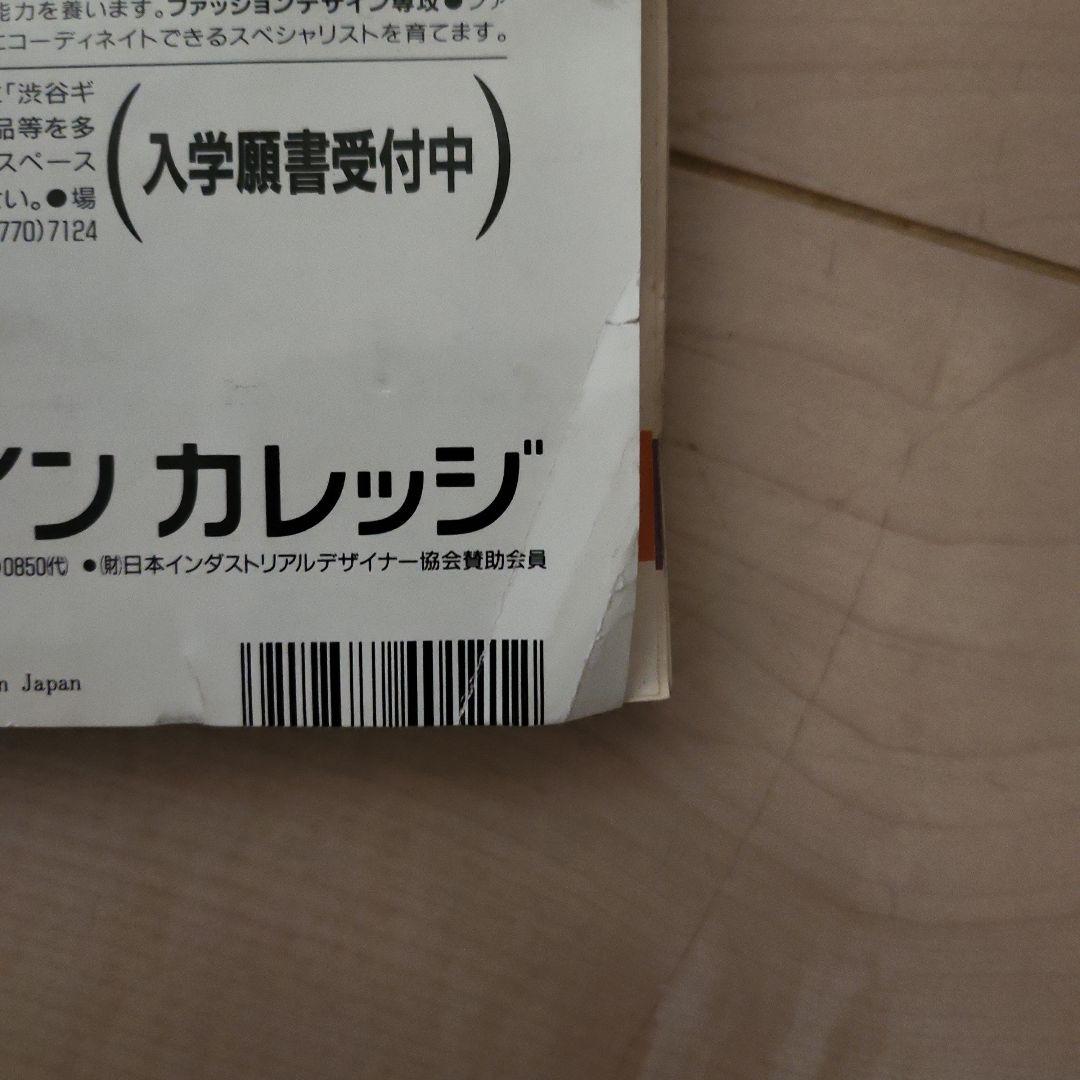 能力を養います。ファッションデザイン専攻●ファ
にコーディネイトできるスペシャリストを育てます。
「渋谷ギ
品等を多
スペース
さい。●場
770)7124
(入学願書受付中)
イン カレッジ
0850㈹ ●㈶日本インダストリアルデザイナー協会賛助会員
in Japan